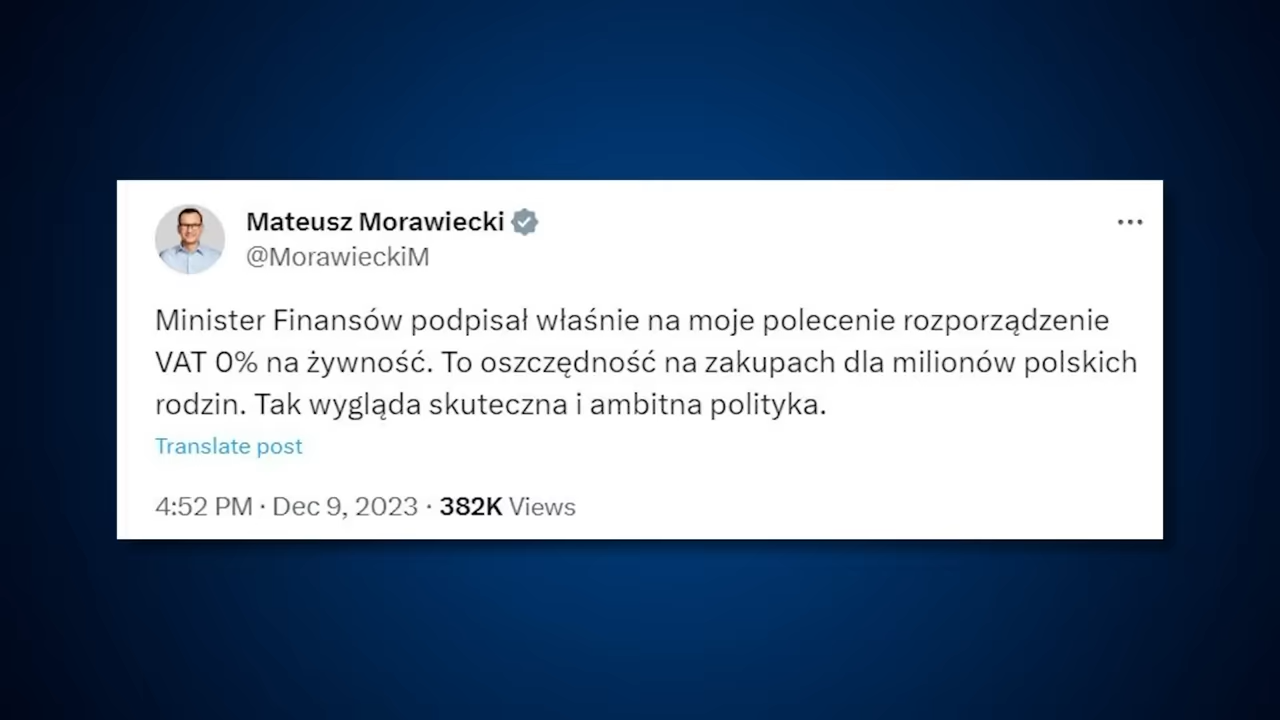 Mateusz Morawiecki
@MorawieckiM
Minister Finansów podpisał właśnie na moje polecenie rozporządzenie
VAT 0% na żywność. To oszczędność na zakupach dla milionów polskich
rodzin. Tak wygląda skuteczna i ambitna polityka.
Translate post
4:52 PM · Dec 9, 2023 · 382K Views